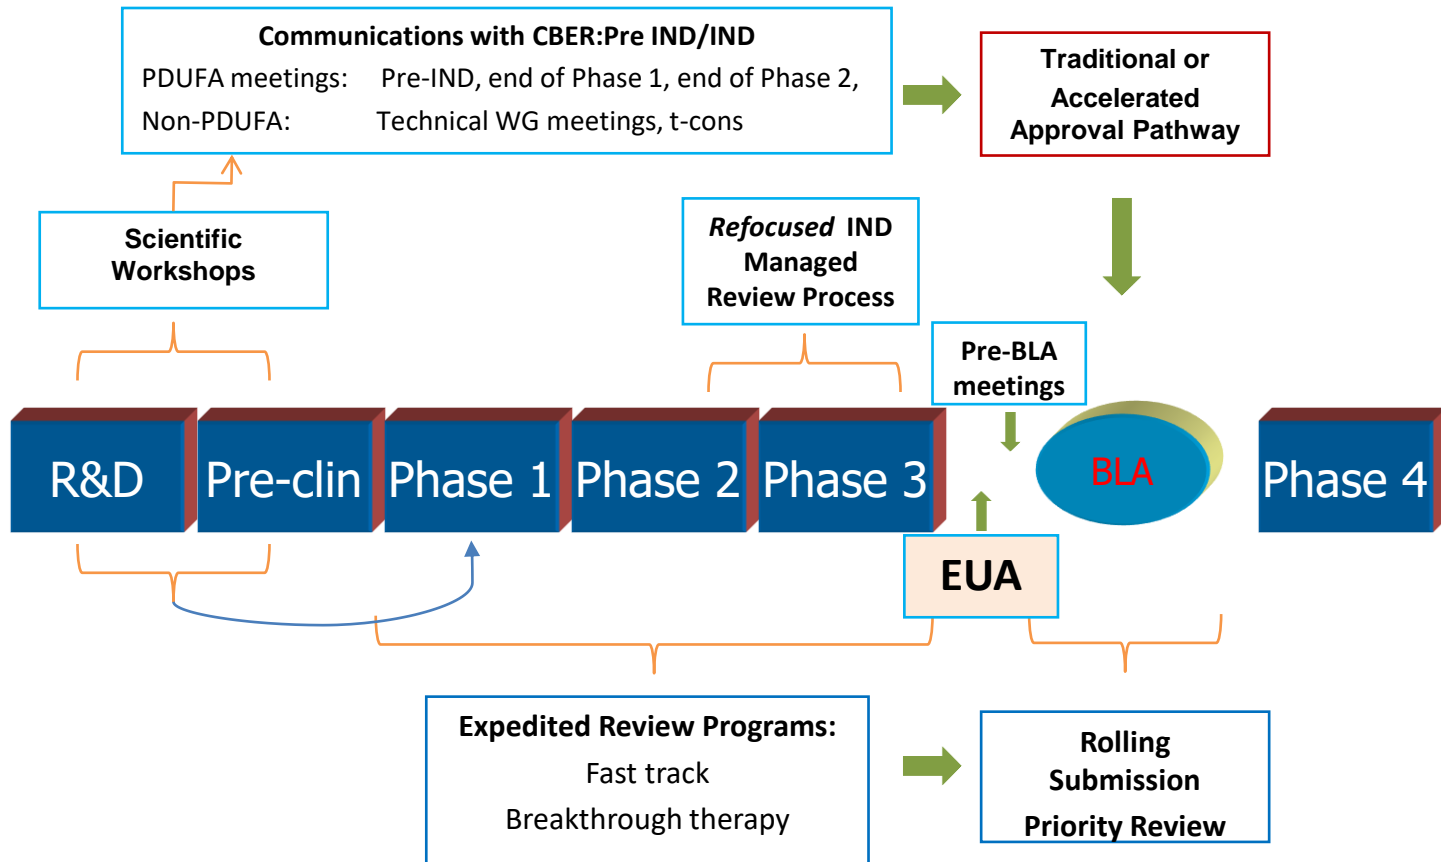 Communications with CBER:Pre IND/IND
PDUFA meetings: Pre-IND, end of Phase 1, end of Phase 2,
Non-PDUFA: Technical WG meetings, t-cons
Traditional or
Accelerated
Approval Pathway
Scientific
Workshops
Refocused IND
Managed
Review Process
Pre-BLA
meetings
R&D
Pre-clin
Phase 1
Phase 2
Phase 3
BLA
Phase 4
EUA
Expedited Review Programs:
Fast track
Breakthrough therapy
Rolling
Submission
Priority Review